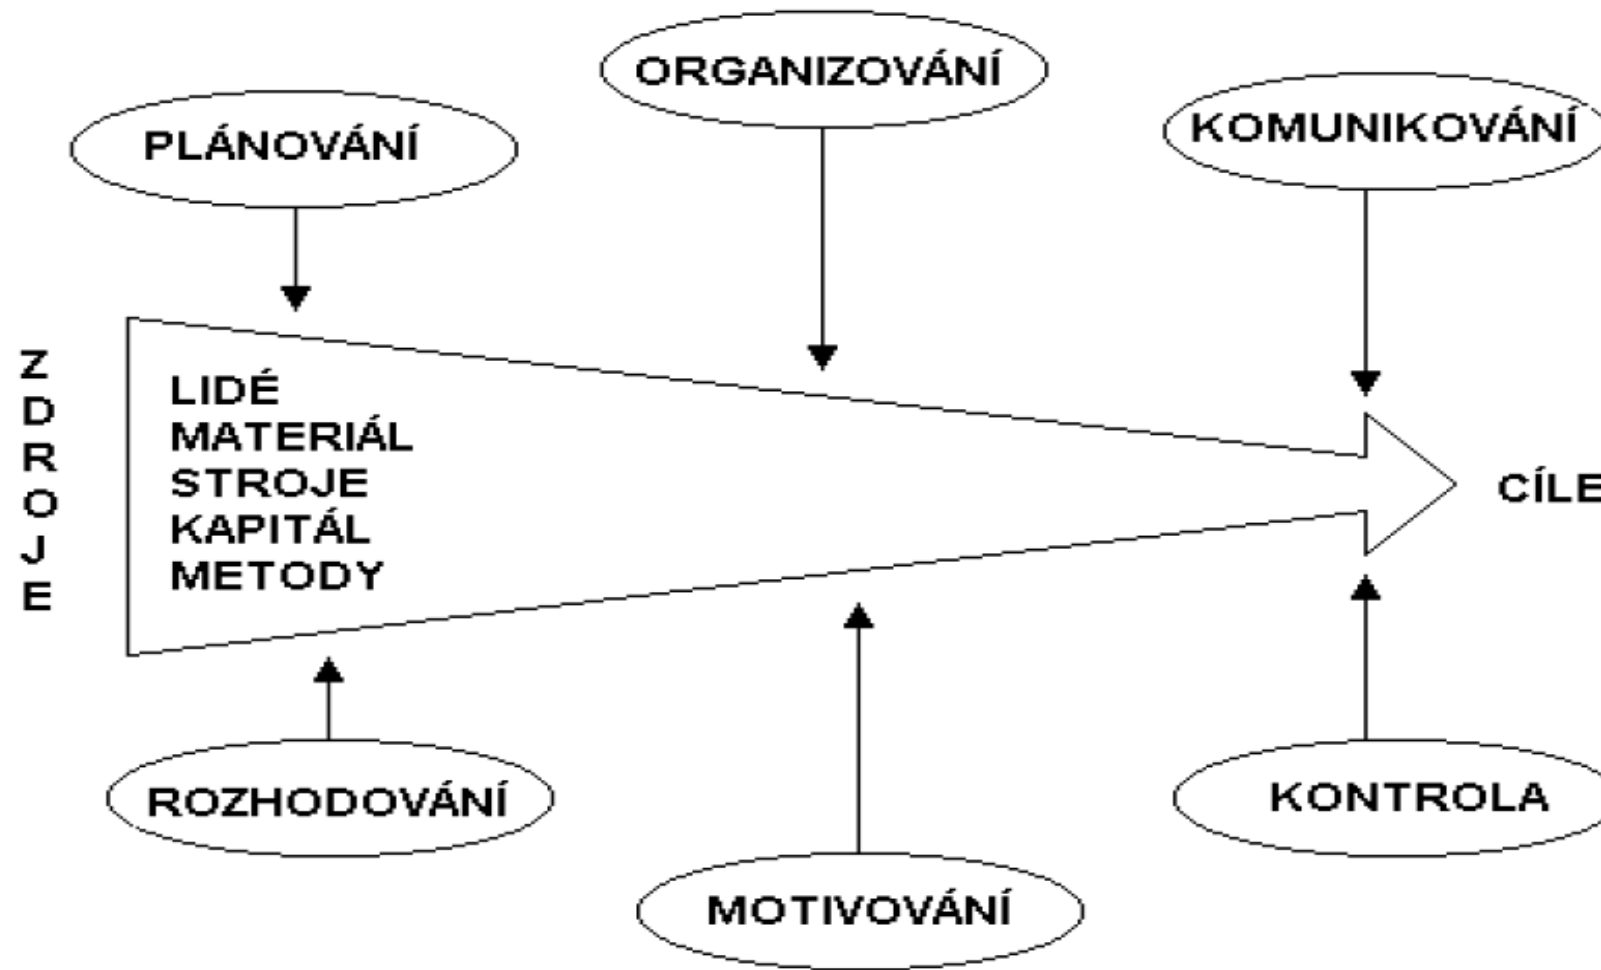 ORGANIZOVÁNÍ
PLÁNOVÁNÍ
KOMUNIKOVÁNÍ
ZDROJE
LIDÉ
MATERIÁL
STROJE
KAPITÁL
METODY
CÍLE
ROZHODOVÁNÍ
MOTIVOVÁNÍ
KONTROLA